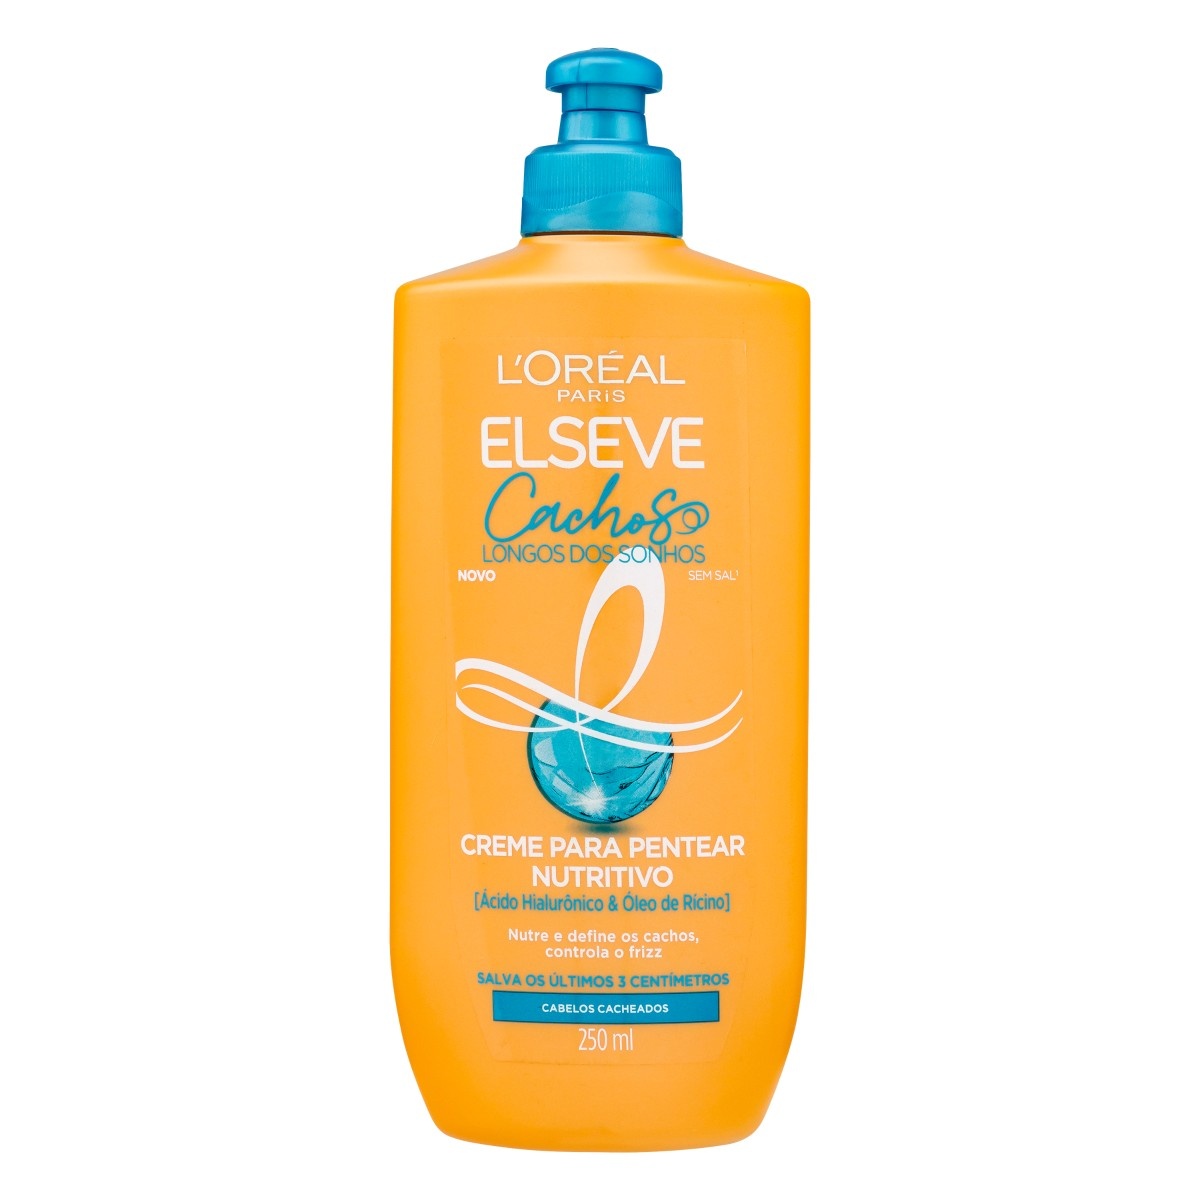 L'ORÉAL
PARiS
ELSEVE
Cachos
LONGOS DOS SONHOS
NOVO
SEM SAL¹
CREME PARA PENTEAR
NUTRITIVO
[Ácido Hialurônico & Óleo de Rícino]
Nutre e define os cachos,
controla o frizz
SALVA OS ÚLTIMOS 3 CENTÍMETROS
CABELOS CACHEADOS
250 ml